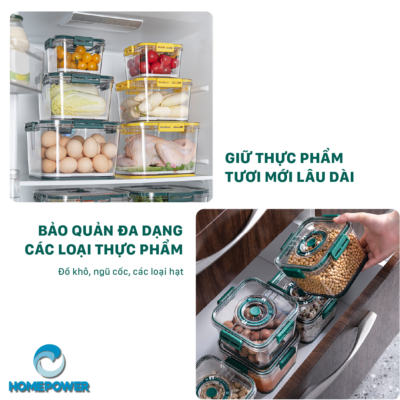 GIỮ THỰC PHẨM
TƯƠI MỚI LÂU DÀI
BẢO QUẢN ĐA DẠNG
CÁC LOẠI THỰC PHẨM
Đồ khô, ngũ cốc, các loại hạt
HOMEPOWER